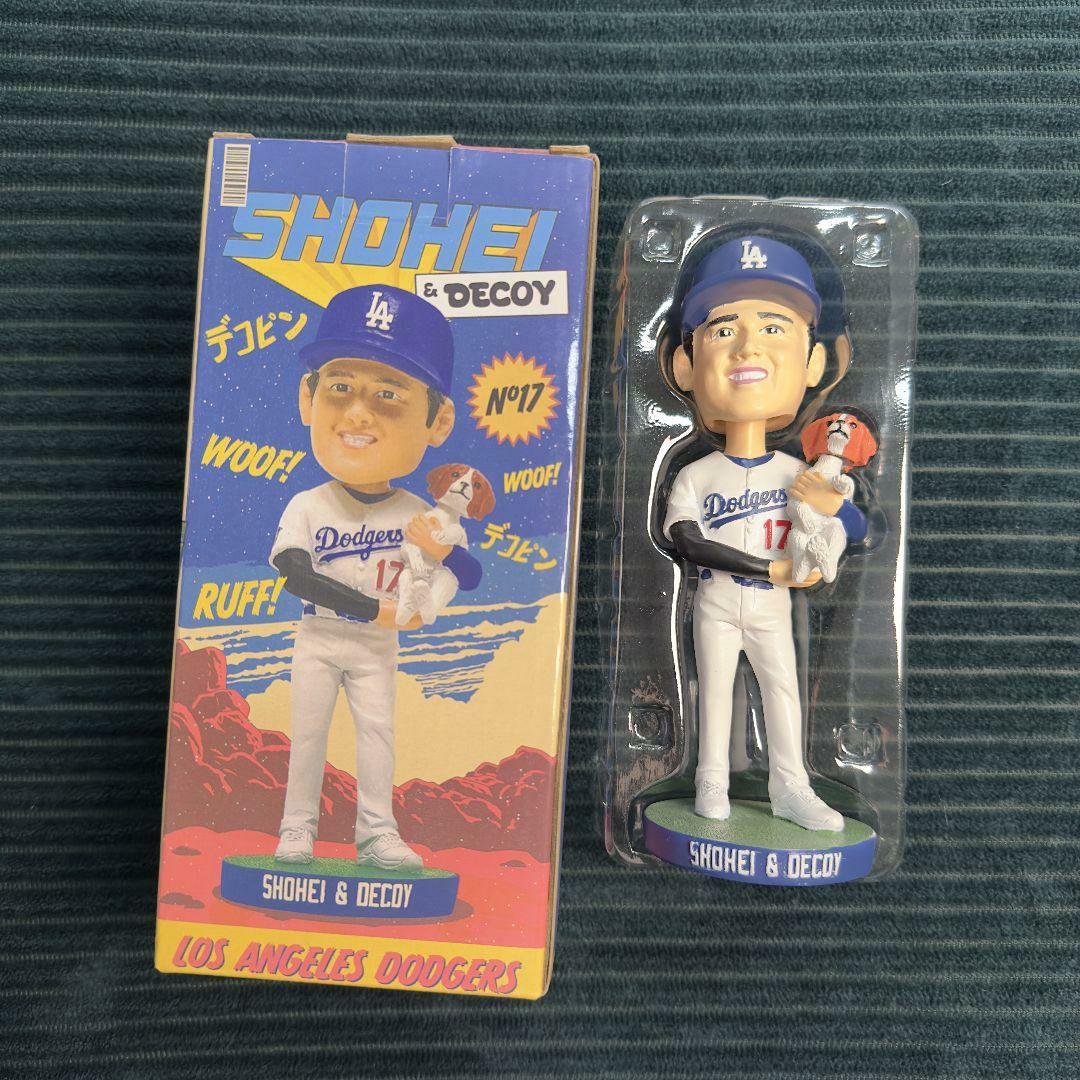 SHOHEI
& DECOY
デコピン
LA
Nº17
WOOF!
WOOF!
Dodgers
17
デコピン
RUFF!
SHOHEI & DECOY
LOS ANGELES DODGERS
LA
Dodgers
17
SHOHEI & DECOY